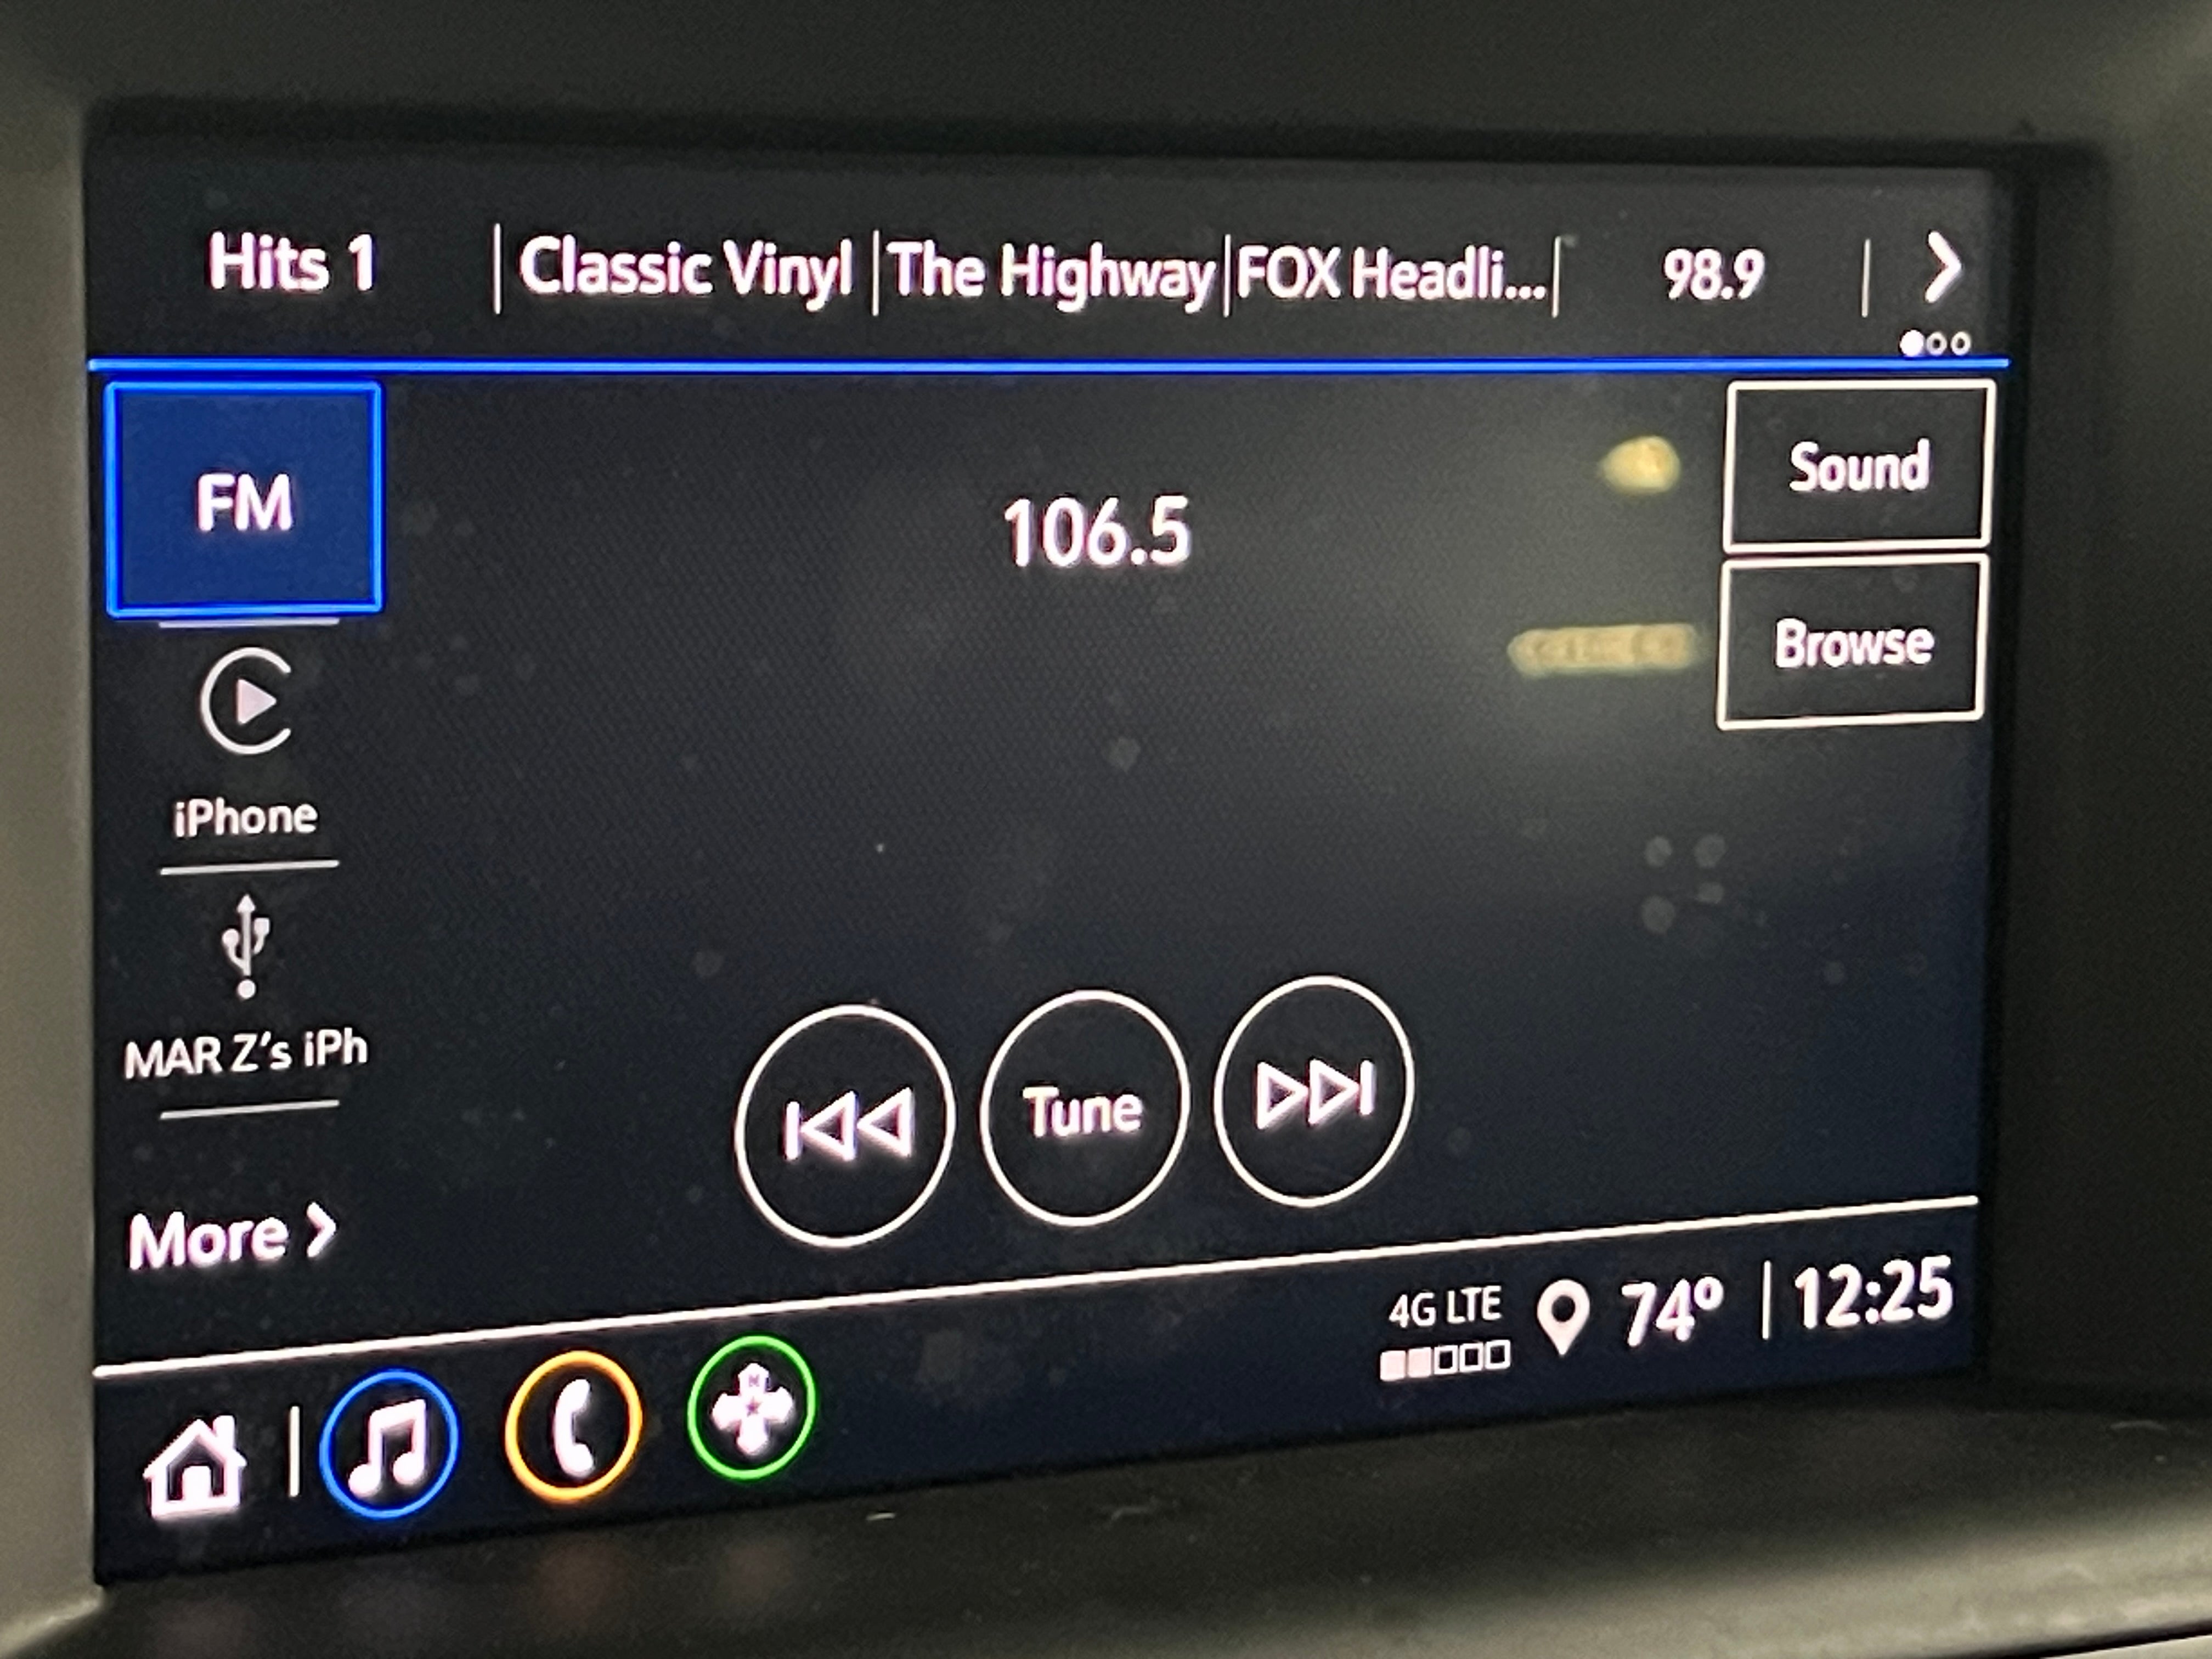 Hits 1 | Classic Vinyl | The Highway | FOX Headli... | 98.9 |
FM
106.5
Sound
Browse
iPhone
MAR Z's iPh
Tune
More
4G LTE
74° | 12:25